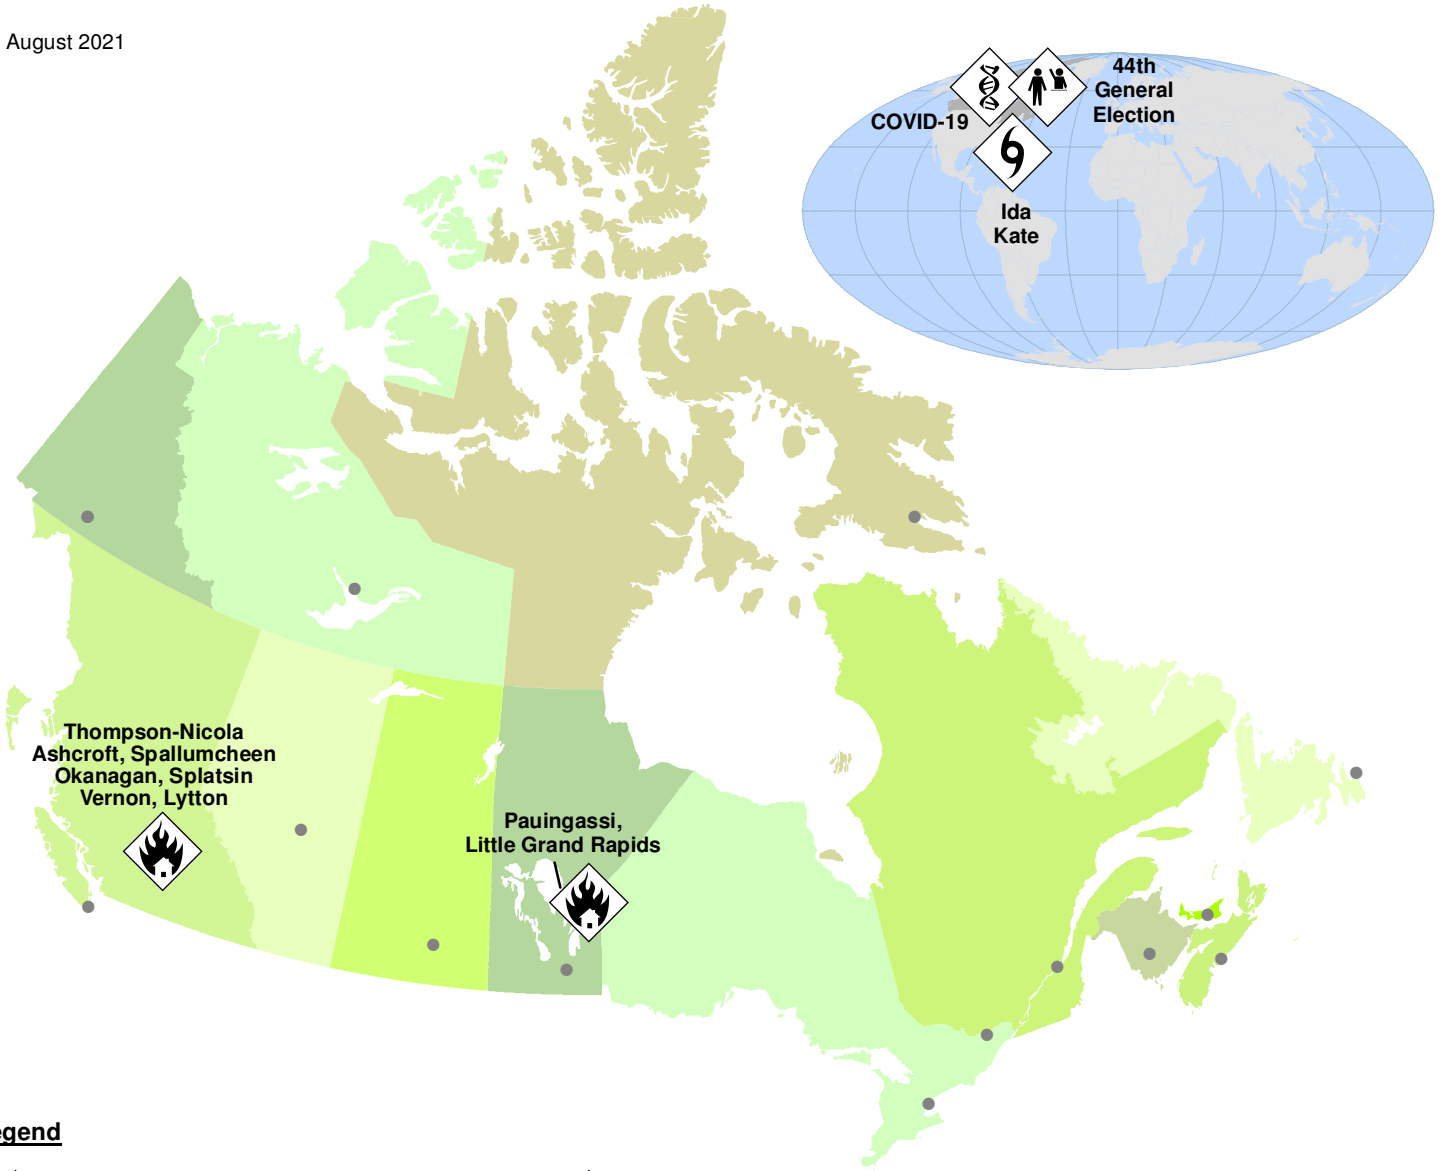 August 2021
44th
General
Election
COVID-19
Ida
Kate
Thompson-Nicola
Ashcroft, Spallumcheen
Okanagan, Splatsin
Vernon, Lytton
Pauingassi,
Little Grand Rapids
egend